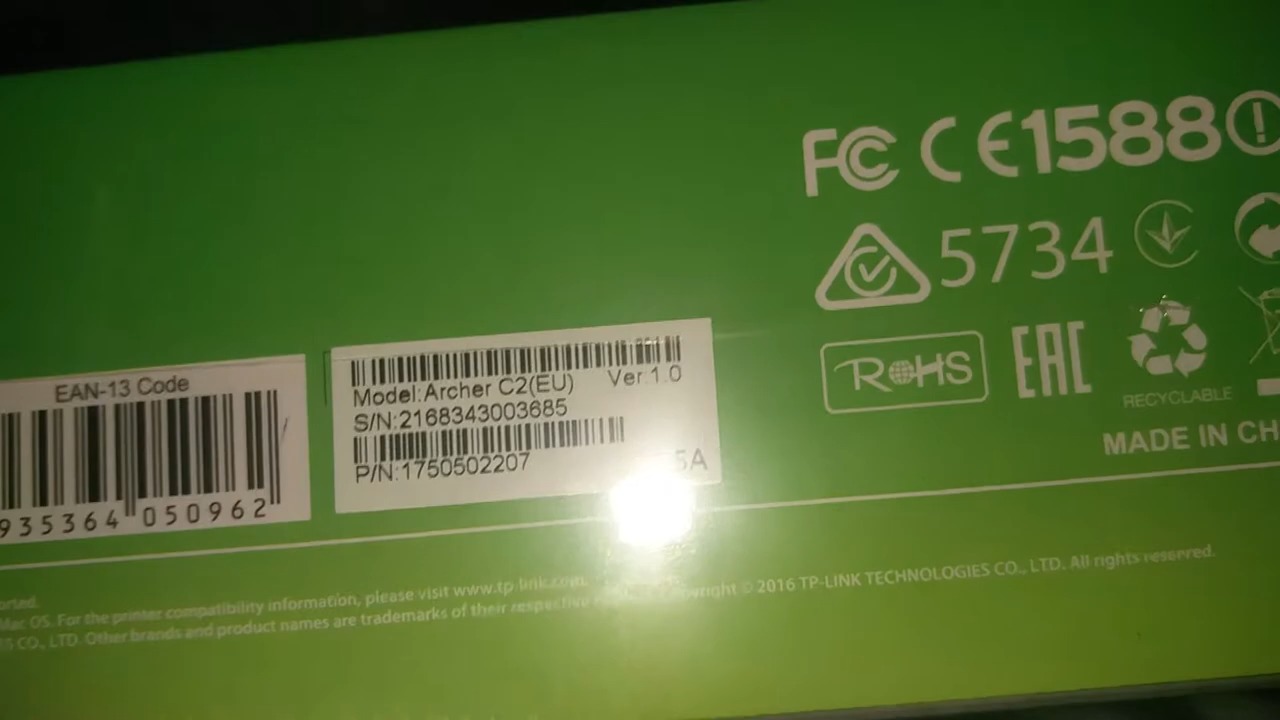 FC CE1588
5734
RoHS EAC
RECYCLABLE
MADE IN CH
EAN-13 Code
935364 050962
Model:Archer C2(EU) Ver:1.0
S/N:2168343003685
P/N:1750502207
5A
orted.
Mac OS. For the printer compatibility information, please visit www.tp-link.com. Copyright © 2016 TP-LINK TECHNOLOGIES CO., LTD. All rights reserved.
CO., LTD. Other brands and product names are trademarks of their respective